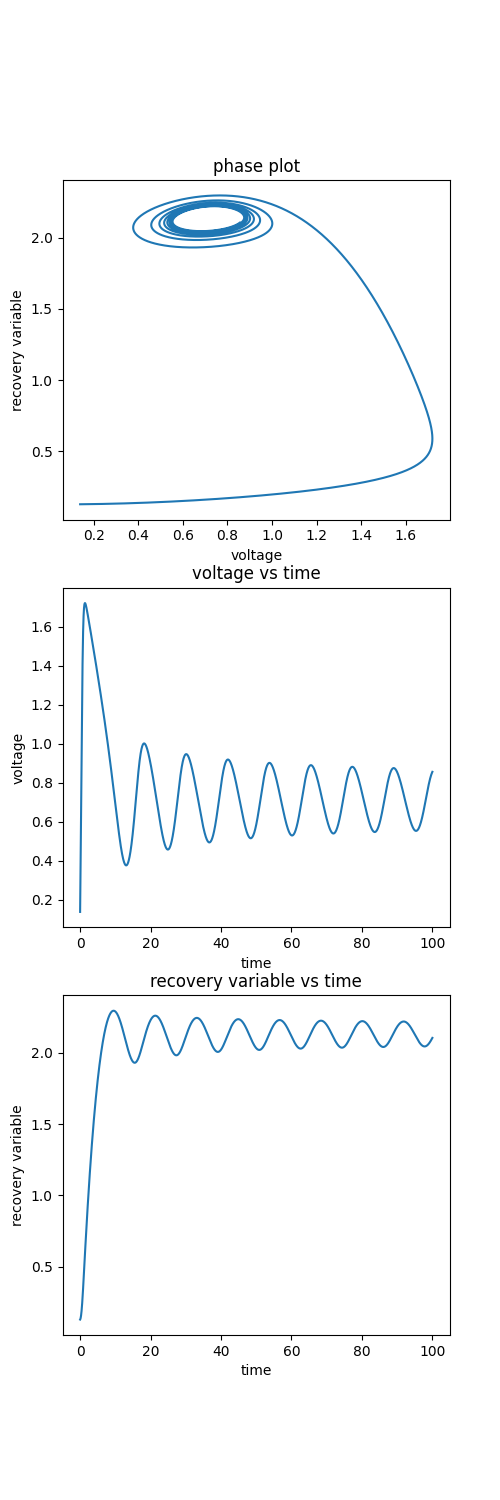 phase plot
2.0
1.5
1.0
0.5
recovery variable
0.2 0.4 0.6 0.8 1.0 1.2 1.4 1.6
voltage
voltage vs time
1.6
1.4
1.2
1.0
0.8
0.6
0.4
0.2
voltage
0 20 40 60 80 100
time
recovery variable vs time
2.0
1.5
1.0
0.5
recovery variable
0 20 40 60 80 100
time